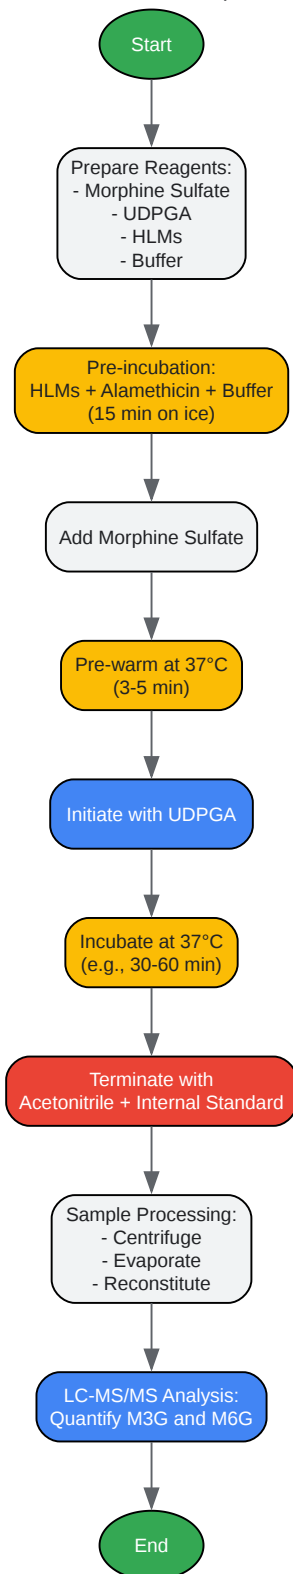 Start
Prepare Reagents:
- Morphine Sulfate
- UDPGA
- HLMs
- Buffer
Pre-incubation:
HLMs + Alamethicin + Buffer
(15 min on ice)
Add Morphine Sulfate
Pre-warm at 37°C
(3-5 min)
Initiate with UDPGA
Incubate at 37°C
(e.g., 30-60 min)
Terminate with
Acetonitrile + Internal Standard
Sample Processing:
- Centrifuge
- Evaporate
- Reconstitute
LC-MS/MS Analysis:
Quantify M3G and M6G
End